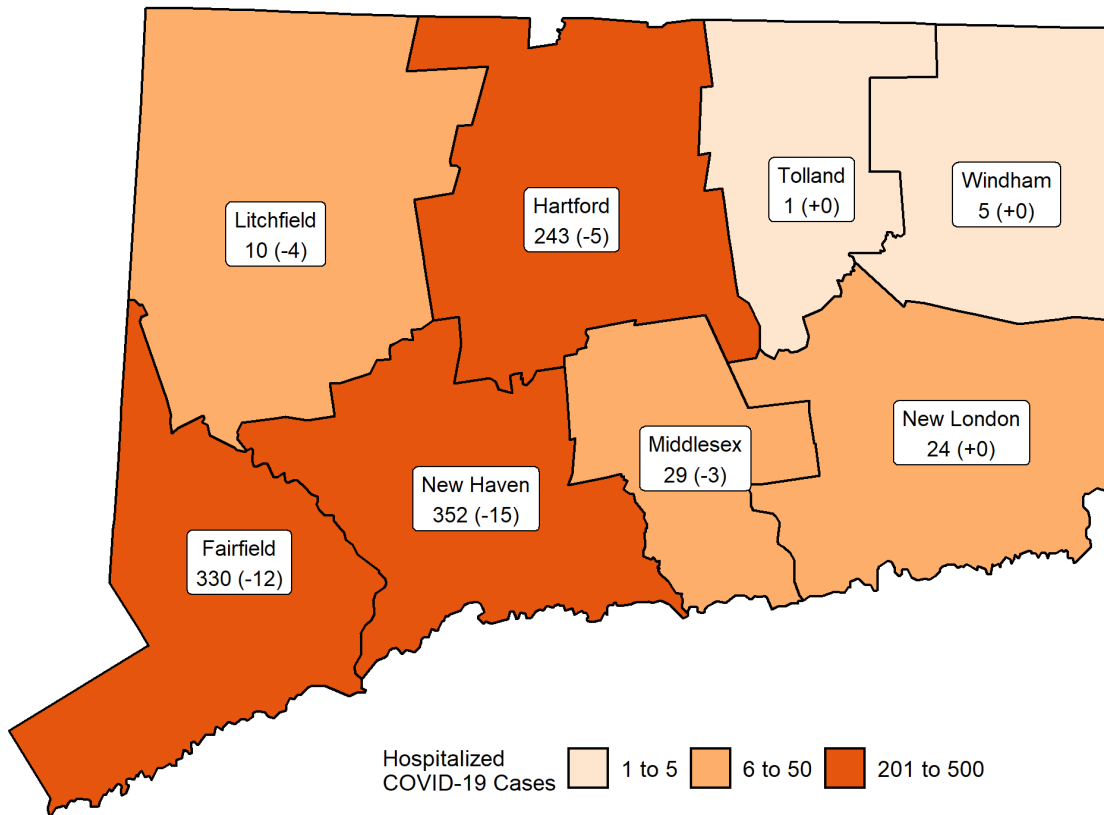 Tolland
1 (+0)
Windham
5 (+0)
Litchfield
10 (-4)
Hartford
243 (-5)
New London
24 (+0)
Middlesex
29 (-3)
New Haven
352 (-15)
Fairfield
330 (-12)
Hospitalized
COVID-19 Cases
1 to 5
6 to 50
201 to 500